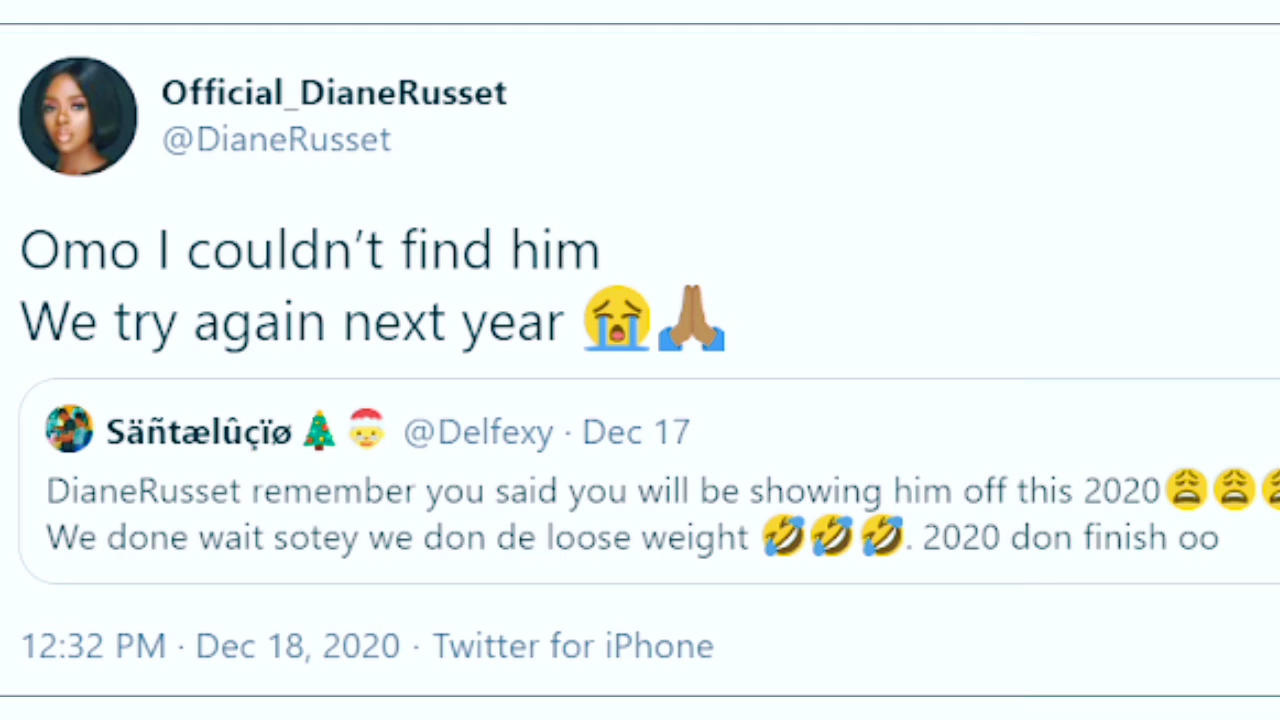 Official_DianeRusset
@DianeRusset
Omo I couldn’t find him
We try again next year 😭🙏🏽
Säñtælûçïø🎄🎅 @Delfexy · Dec 17
DianeRusset remember you said you will be showing him off this 2020😩😩😩
We done wait sotey we don de loose weight 🤣🤣🤣. 2020 don finish oo
12:32 PM · Dec 18, 2020 · Twitter for iPhone